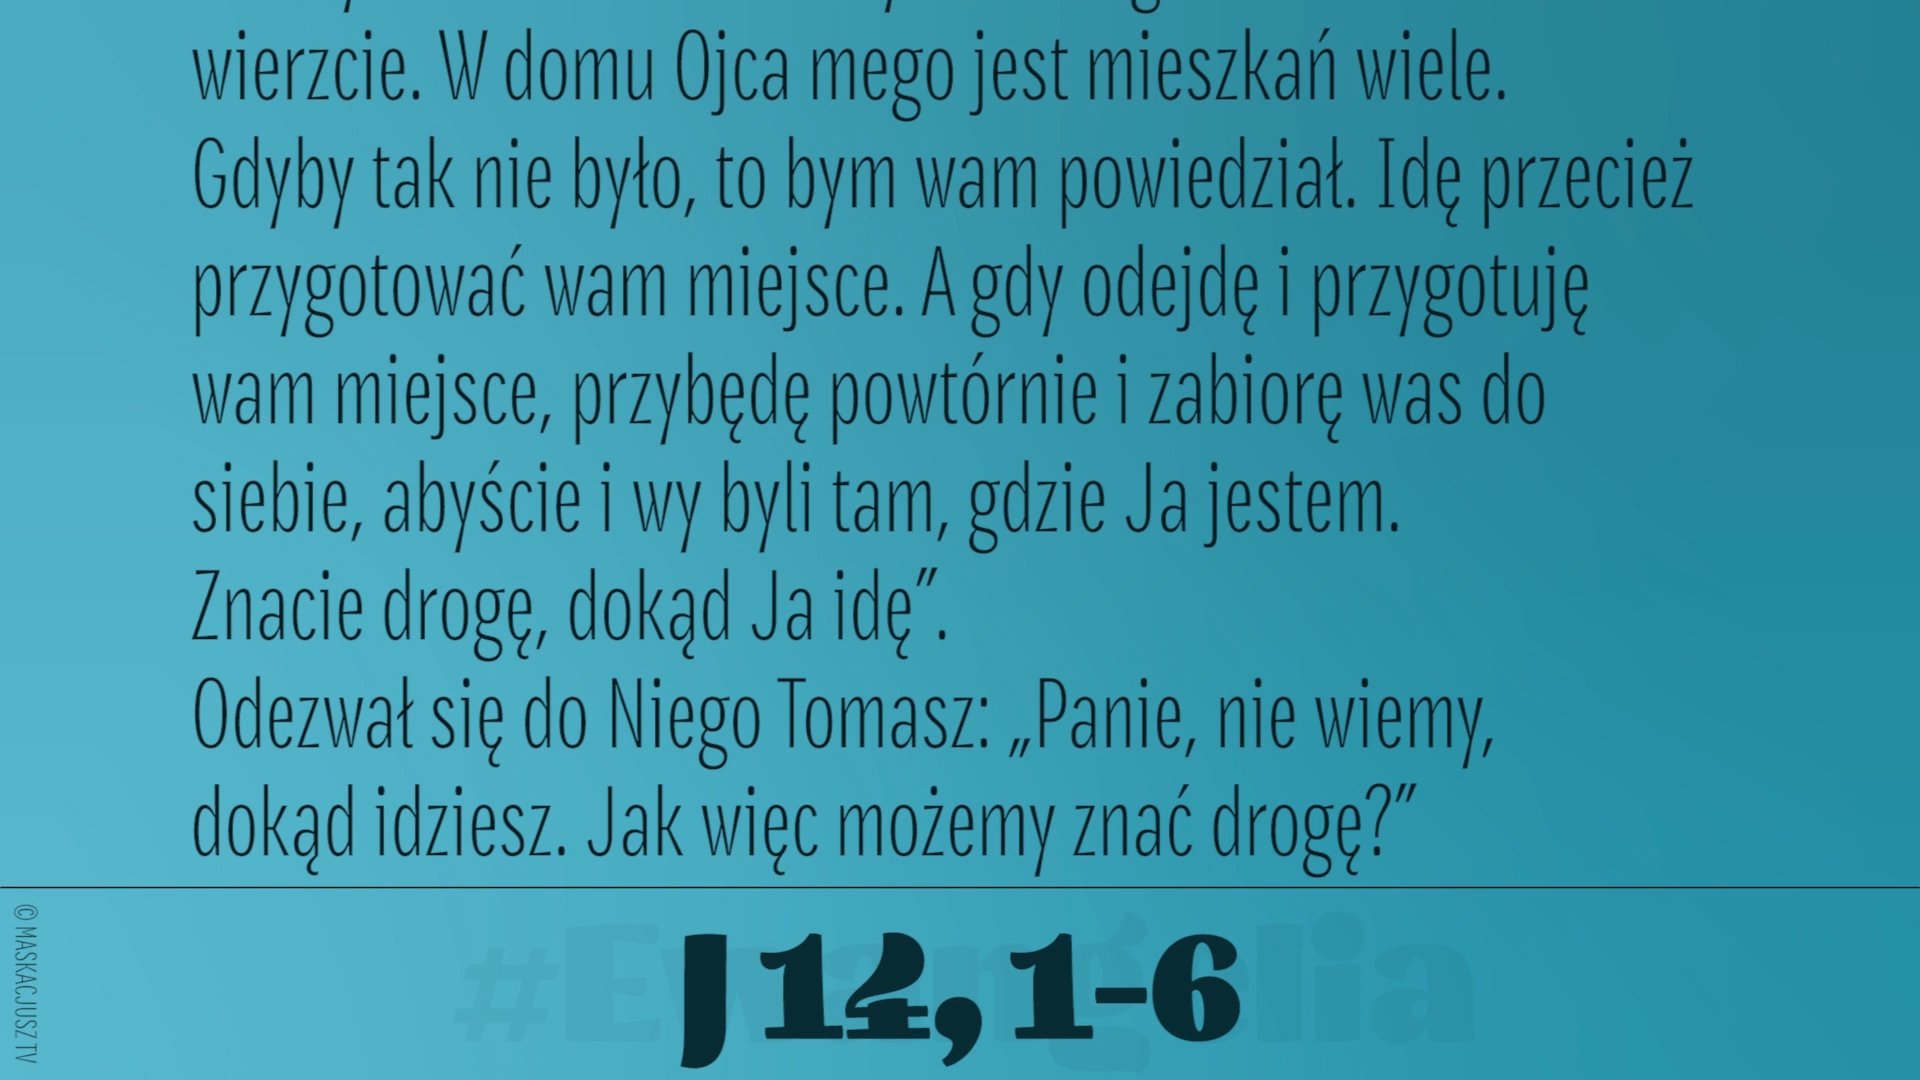 wierzcie. W domu Ojca mego jest mieszkań wiele.
Gdyby tak nie było, to bym wam powiedział. Idę przecież
przygotować wam miejsce. A gdy odejdę i przygotuję
wam miejsce, przybędę powtórnie i zabiorę was do
siebie, abyście i wy byli tam, gdzie Ja jestem.
Znacie drogę, dokąd Ja idę”.
Odezwał się do Niego Tomasz: „Panie, nie wiemy,
dokąd idziesz. Jak więc możemy znać drogę?”
#Ewangelia
J 14, 1-6
© MASKACJUSZ TV